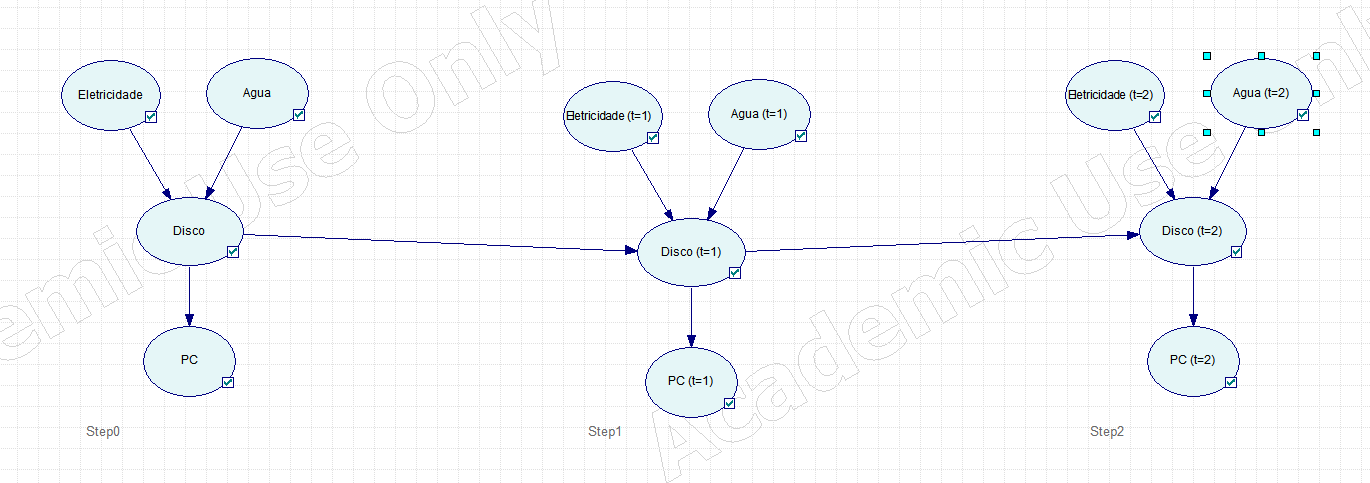 Academic Use Only
Eletricidade
Agua
Disco
PC
Step0
Eletricidade (t=1)
Agua (t=1)
Disco (t=1)
PC (t=1)
Step1
Eletricidade (t=2)
Agua (t=2)
Disco (t=2)
PC (t=2)
Step2
emic Use Only